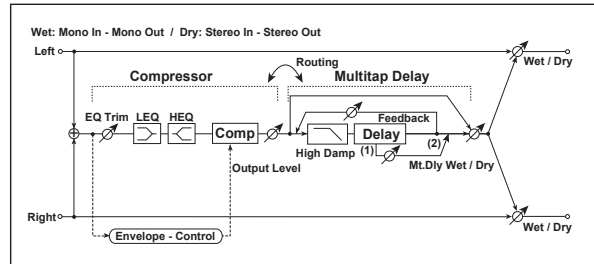 Wet: Mono In - Mono Out / Dry: Stereo In - Stereo Out
Left
Wet / Dry
Routing
Compressor
Multitap Delay
EQ Trim
LEQ
HEQ
Feedback
Comp
Delay
High Damp
(1)
(2)
Output Level
Mt.Dly Wet / Dry
Right
Envelope - Control
Wet / Dry